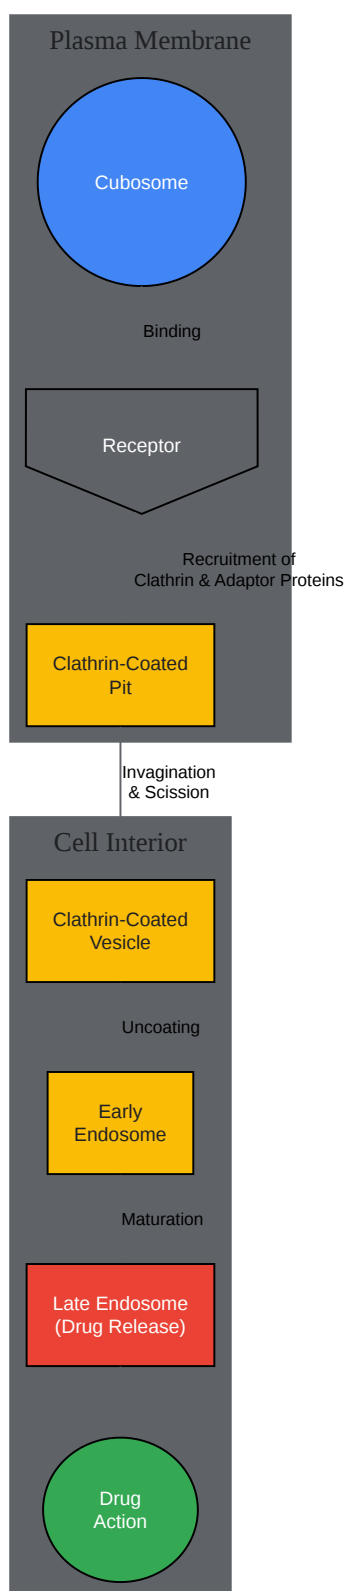 Plasma Membrane
Cubosome
Binding
Receptor
Recruitment of
Clathrin & Adaptor Proteins
Clathrin-Coated
Pit
Invagination
& Scission
Cell Interior
Clathrin-Coated
Vesicle
Uncoating
Early
Endosome
Maturation
Late Endosome
(Drug Release)
Drug
Action